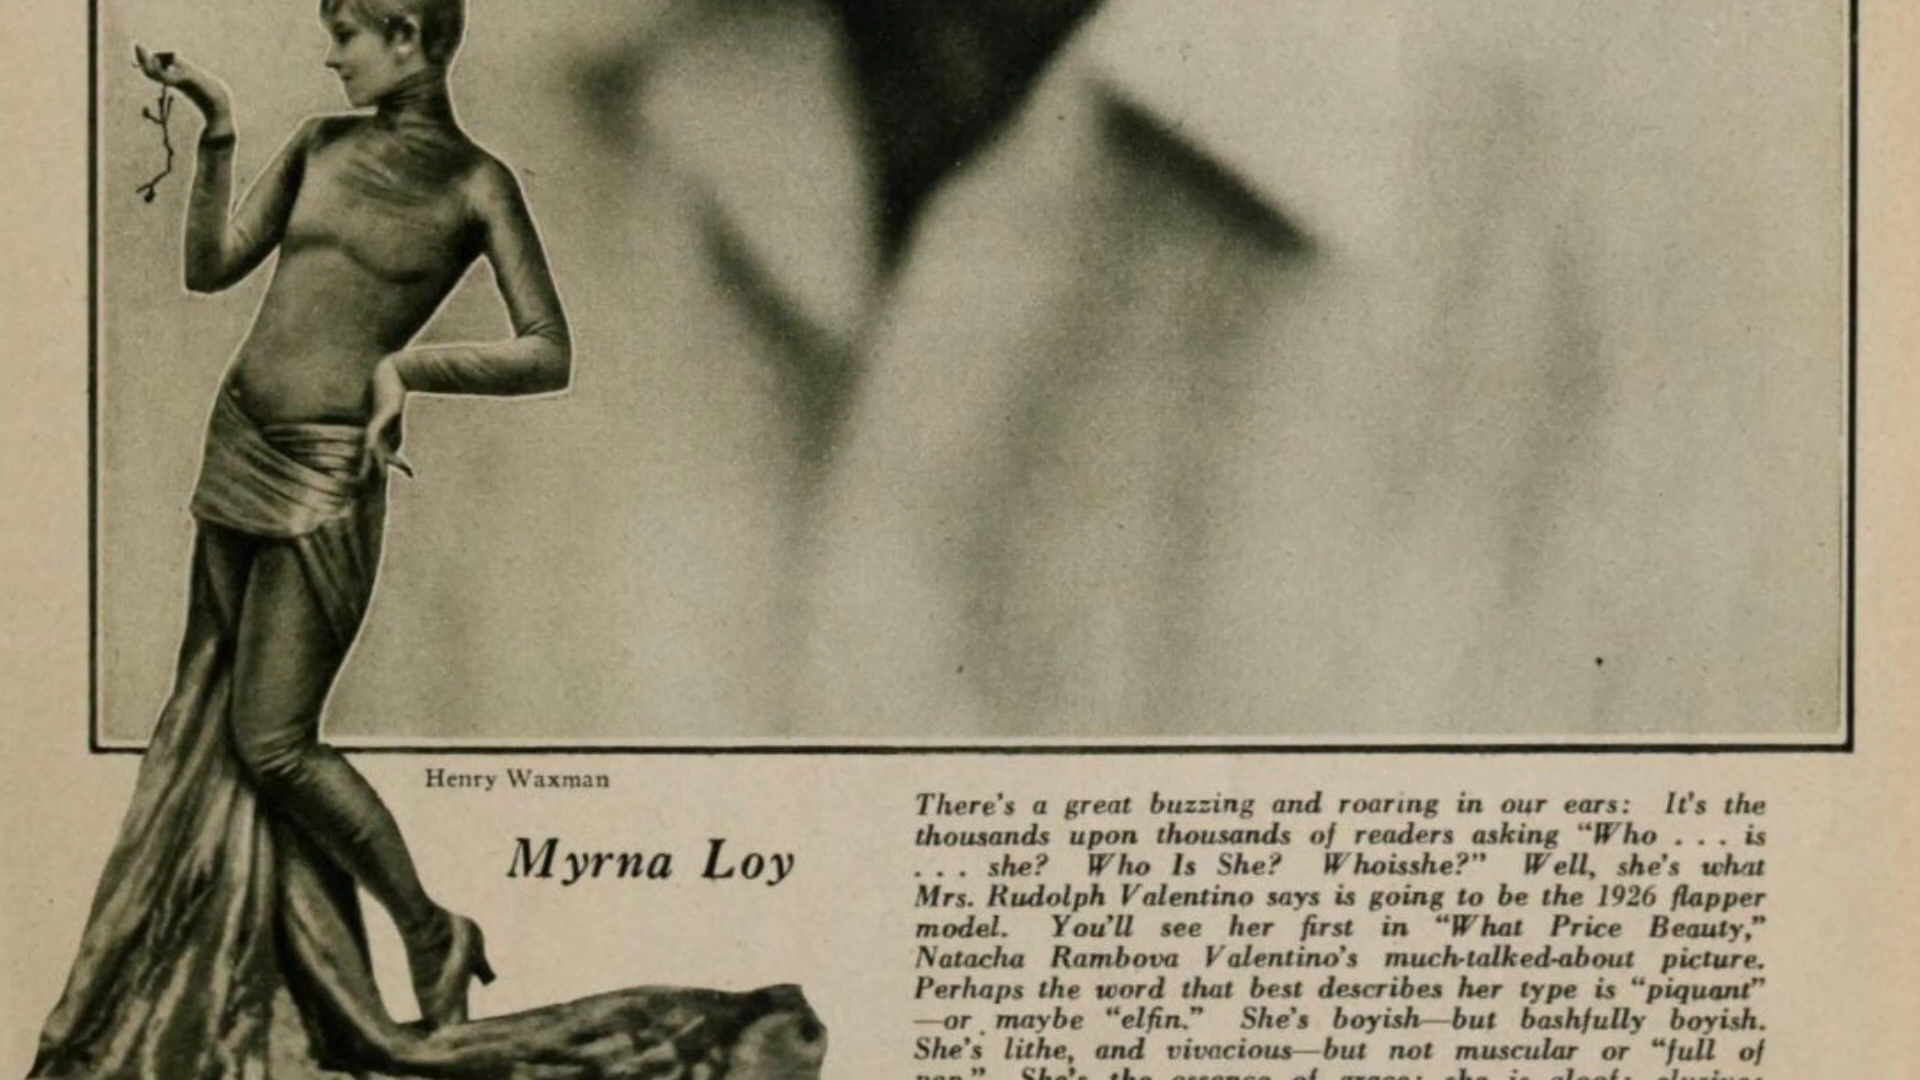 Henry Waxman
Myrna Loy
There's a great buzzing and roaring in our ears: It's the
thousands upon thousands of readers asking "Who . . . is
. . . she? Who Is She? Whoisshe?" Well, she's what
Mrs. Rudolph Valentino says is going to be the 1926 flapper
model. You'll see her first in "What Price Beauty,"
Natacha Rambova Valentino's much-talked-about picture.
Perhaps the word that best describes her type is "piquant"
—or maybe "elfin." She's boyish—but bashfully boyish.
She's lithe, and vivacious—but not muscular or "full of
pep." She's the essence of grace; she is aloof; elusive;